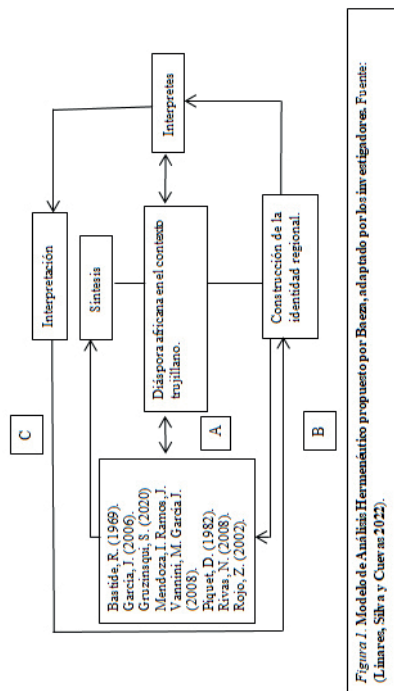 C
Interpretación
Síntesis
Bastide, R. (1969).
García, J. (2006).
Gruzinsqui, S. (2020)
Mendoza, I. Ramos, J.
Vannini, M. García J.
(2008).
Piquet, D. (1982).
Rivas, N. (2008).
Rojo, Z. (2002).
Diáspora africana en el contexto
trujillano.
Interpretes
A
B
Construcción de la
identidad regional.
Figura 1. Modelo de Análisis Hermenéutico propuesto por Baeza, adaptado por los investigadores. Fuente:
(Linares, Silva y Cuevas 2022).